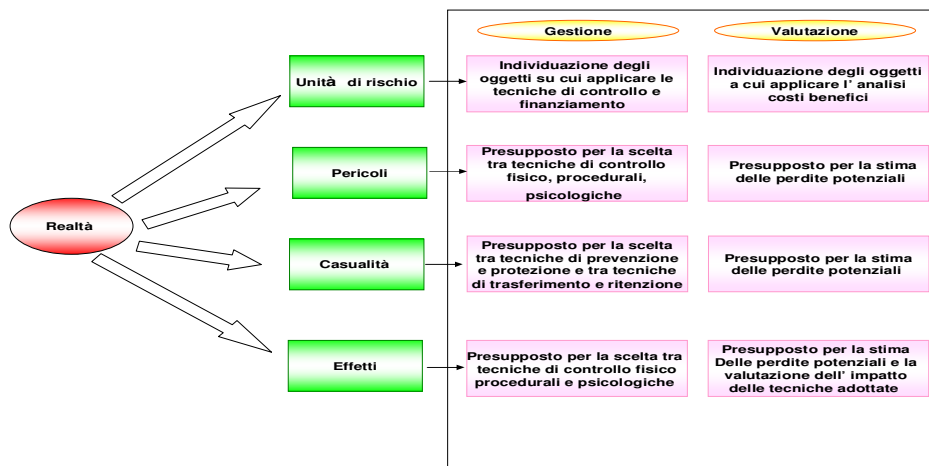 Gestione
Valutazione
Unità di rischio
Individuazione degli
oggetti su cui applicare le
tecniche di controllo e
finanziamento
Individuazione degli oggetti
a cui applicare l' analisi
costi benefici
Pericoli
Presupposto per la scelta
tra tecniche di controllo
fisico, procedurali,
psicologiche
Presupposto per la stima
delle perdite potenziali
Realtà
Casualità
Presupposto per la scelta
tra tecniche di prevenzione
e protezione e tra tecniche
di trasferimento e ritenzione
Presupposto per la stima
delle perdite potenziali
Effetti
Presupposto per la scelta tra
tecniche di controllo fisico
procedurali e psicologiche
Presupposto per la stima
Delle perdite potenziali e la
valutazione dell' impatto
delle tecniche adottate